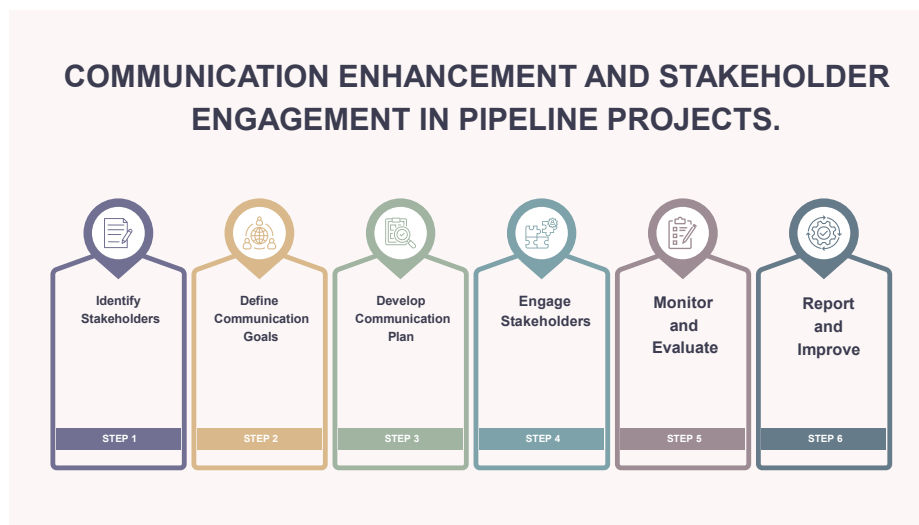 COMMUNICATION ENHANCEMENT AND STAKEHOLDER
ENGAGEMENT IN PIPELINE PROJECTS.
Identify
Stakeholders
STEP 1
Define
Communication
Goals
STEP 2
Develop
Communication
Plan
STEP 3
Engage
Stakeholders
STEP 4
Monitor
and
Evaluate
STEP 5
Report
and
Improve
STEP 6